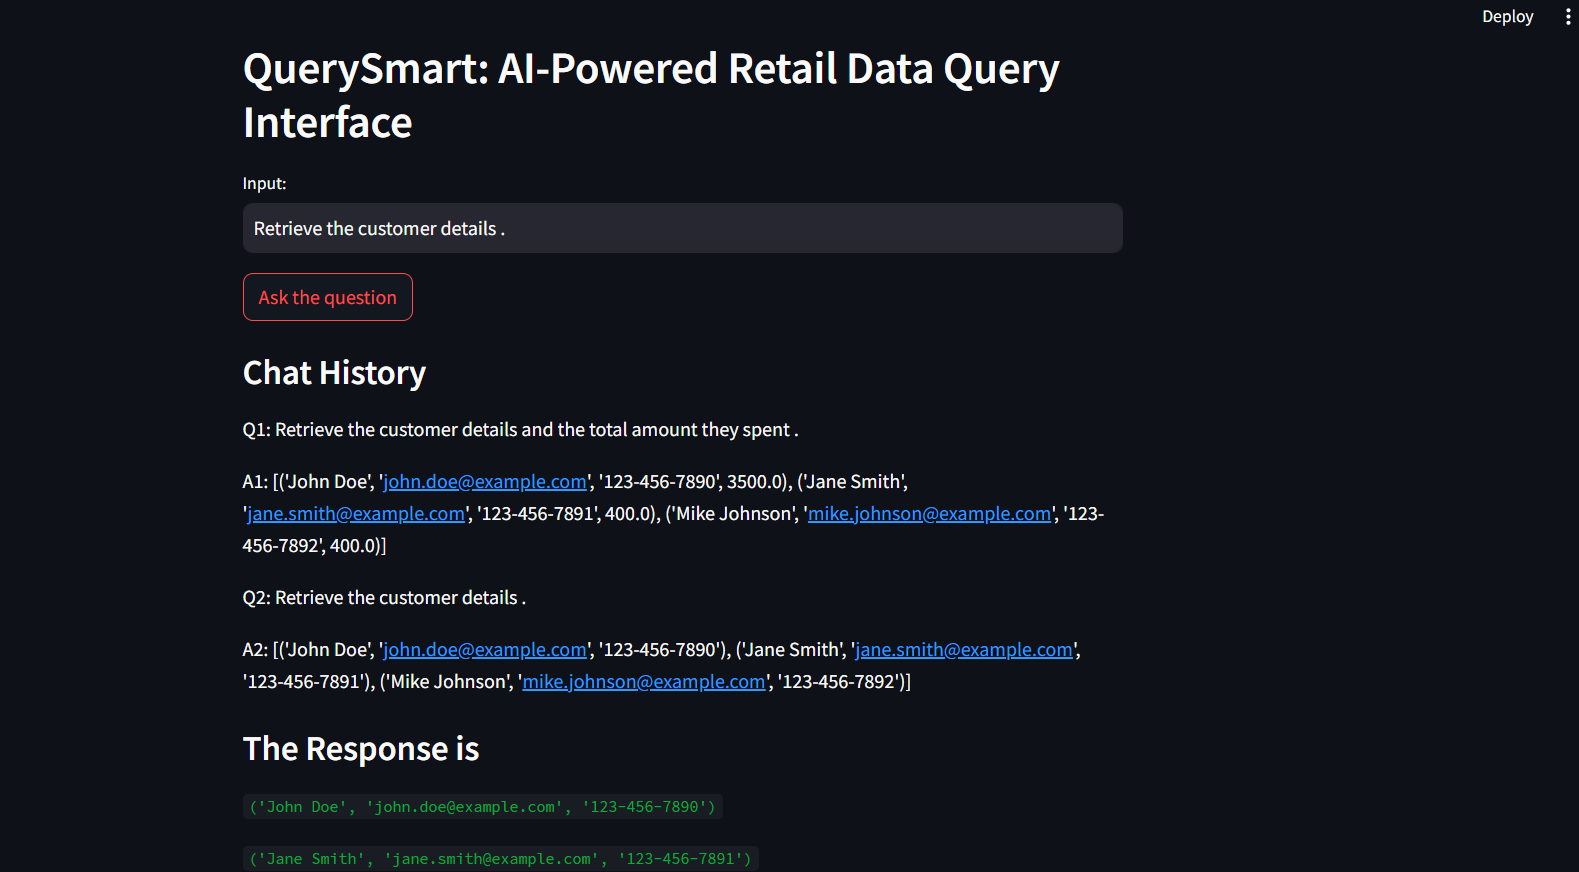 Deploy
QuerySmart: AI-Powered Retail Data Query
Interface
Input:
Retrieve the customer details .
Ask the question
Chat History
Q1: Retrieve the customer details and the total amount they spent .
A1: [('John Doe', 'john.doe@example.com', '123-456-7890', 3500.0), ('Jane Smith',
'jane.smith@example.com', '123-456-7891', 400.0), ('Mike Johnson', 'mike.johnson@example.com', '123-
456-7892', 400.0)]
Q2: Retrieve the customer details .
A2: [('John Doe', 'john.doe@example.com', '123-456-7890'), ('Jane Smith', 'jane.smith@example.com',
'123-456-7891'), ('Mike Johnson', 'mike.johnson@example.com', '123-456-7892')]
The Response is
('John Doe', 'john.doe@example.com', '123-456-7890')
('Jane Smith', 'jane.smith@example.com', '123-456-7891')